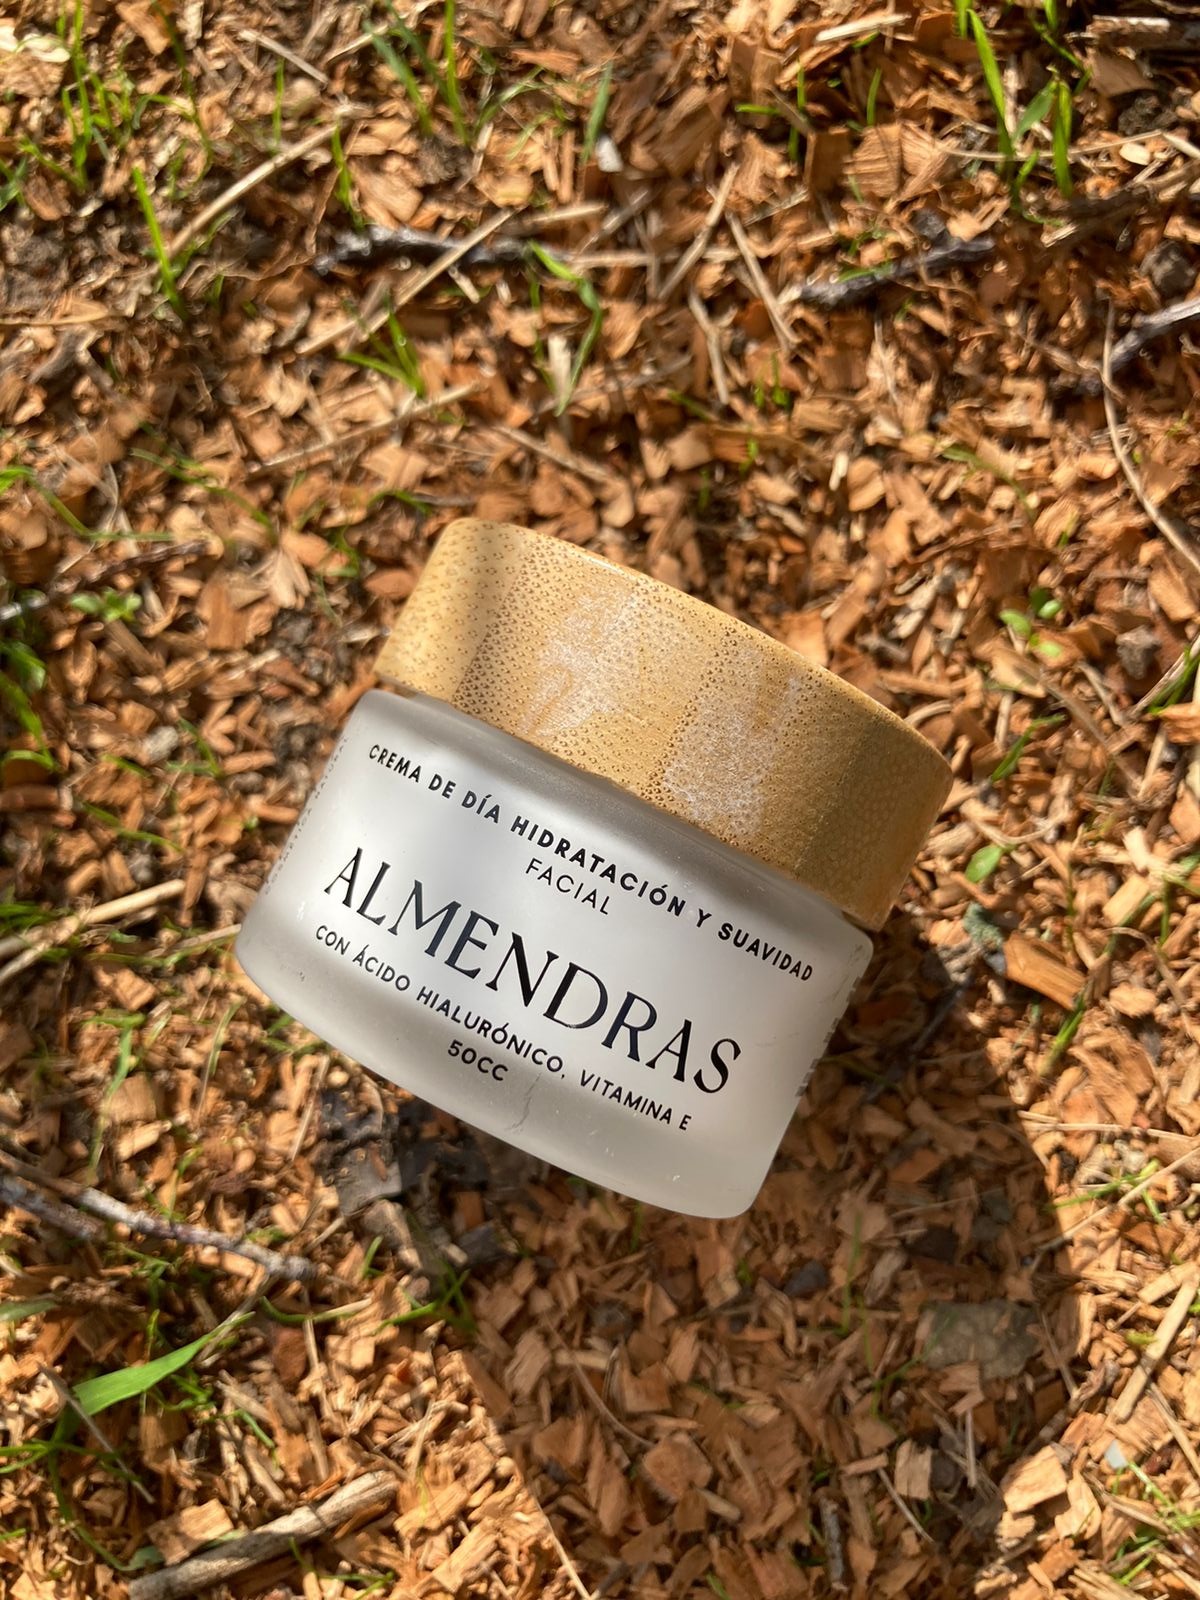 CREMA DE DÍA HIDRATACIÓN Y SUAVIDAD
FACIAL
ALMENDRAS
CON ÁCIDO HIALURÓNICO, VITAMINA E
50CC